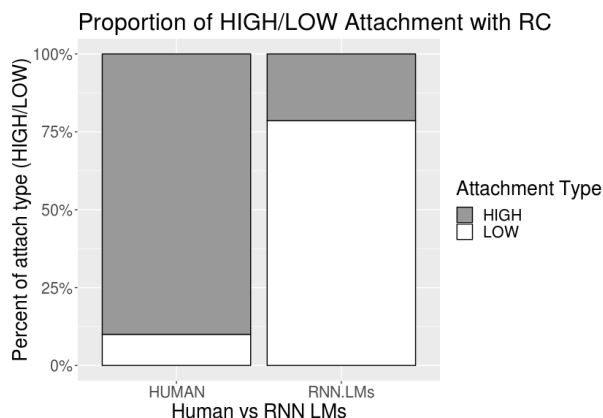 Proportion of HIGH/LOW Attachment with RC
Percent of attach type (HIGH/LOW)
100%
75%
50%
25%
0%
HUMAN
RNN.LMs
Human vs RNN LMs
Attachment Type
HIGH
LOW